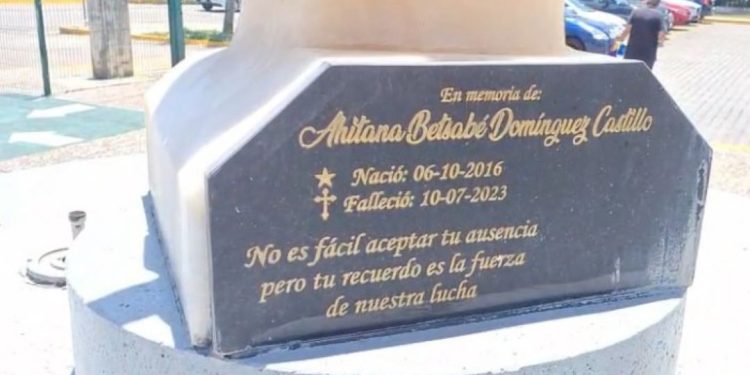 En memoria de:
Ahitana Betsabé Domínguez Castillo
Nació: 06-10-2016
Falleció: 10-07-2023
No es fácil aceptar tu ausencia
pero tu recuerdo es la fuerza
de nuestra lucha